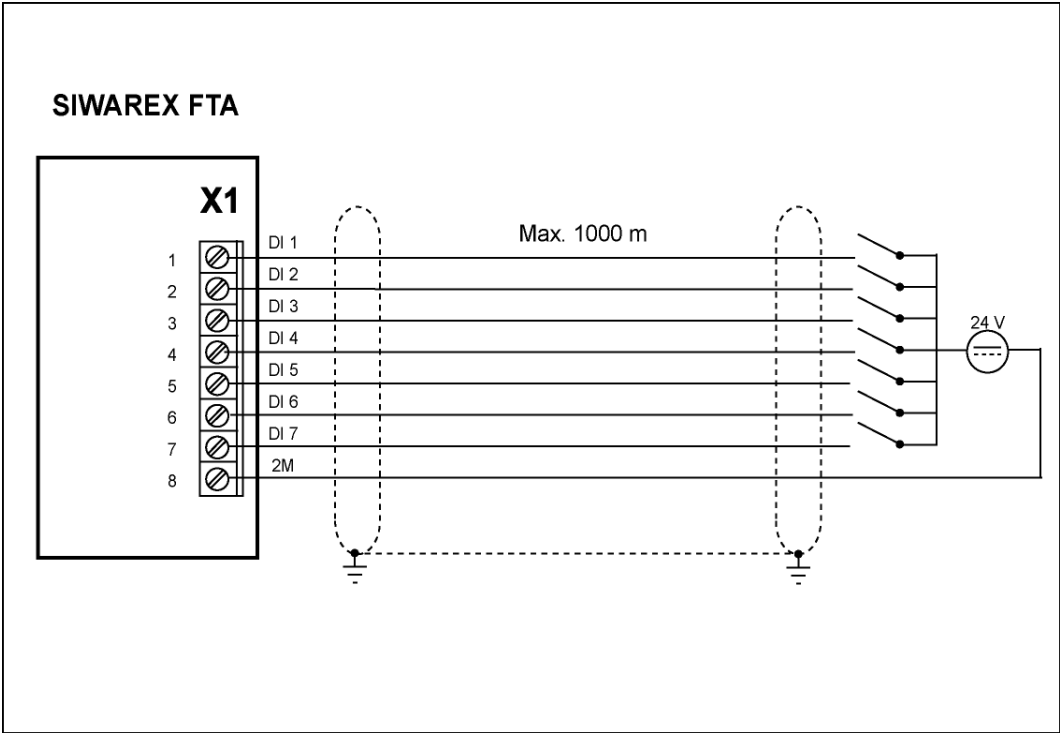 SIWAREX FTA
X1
Max. 1000 m
1 DI 1
2 DI 2
3 DI 3
24 V
4 DI 4
5 DI 5
6 DI 6
7 DI 7
8 2M